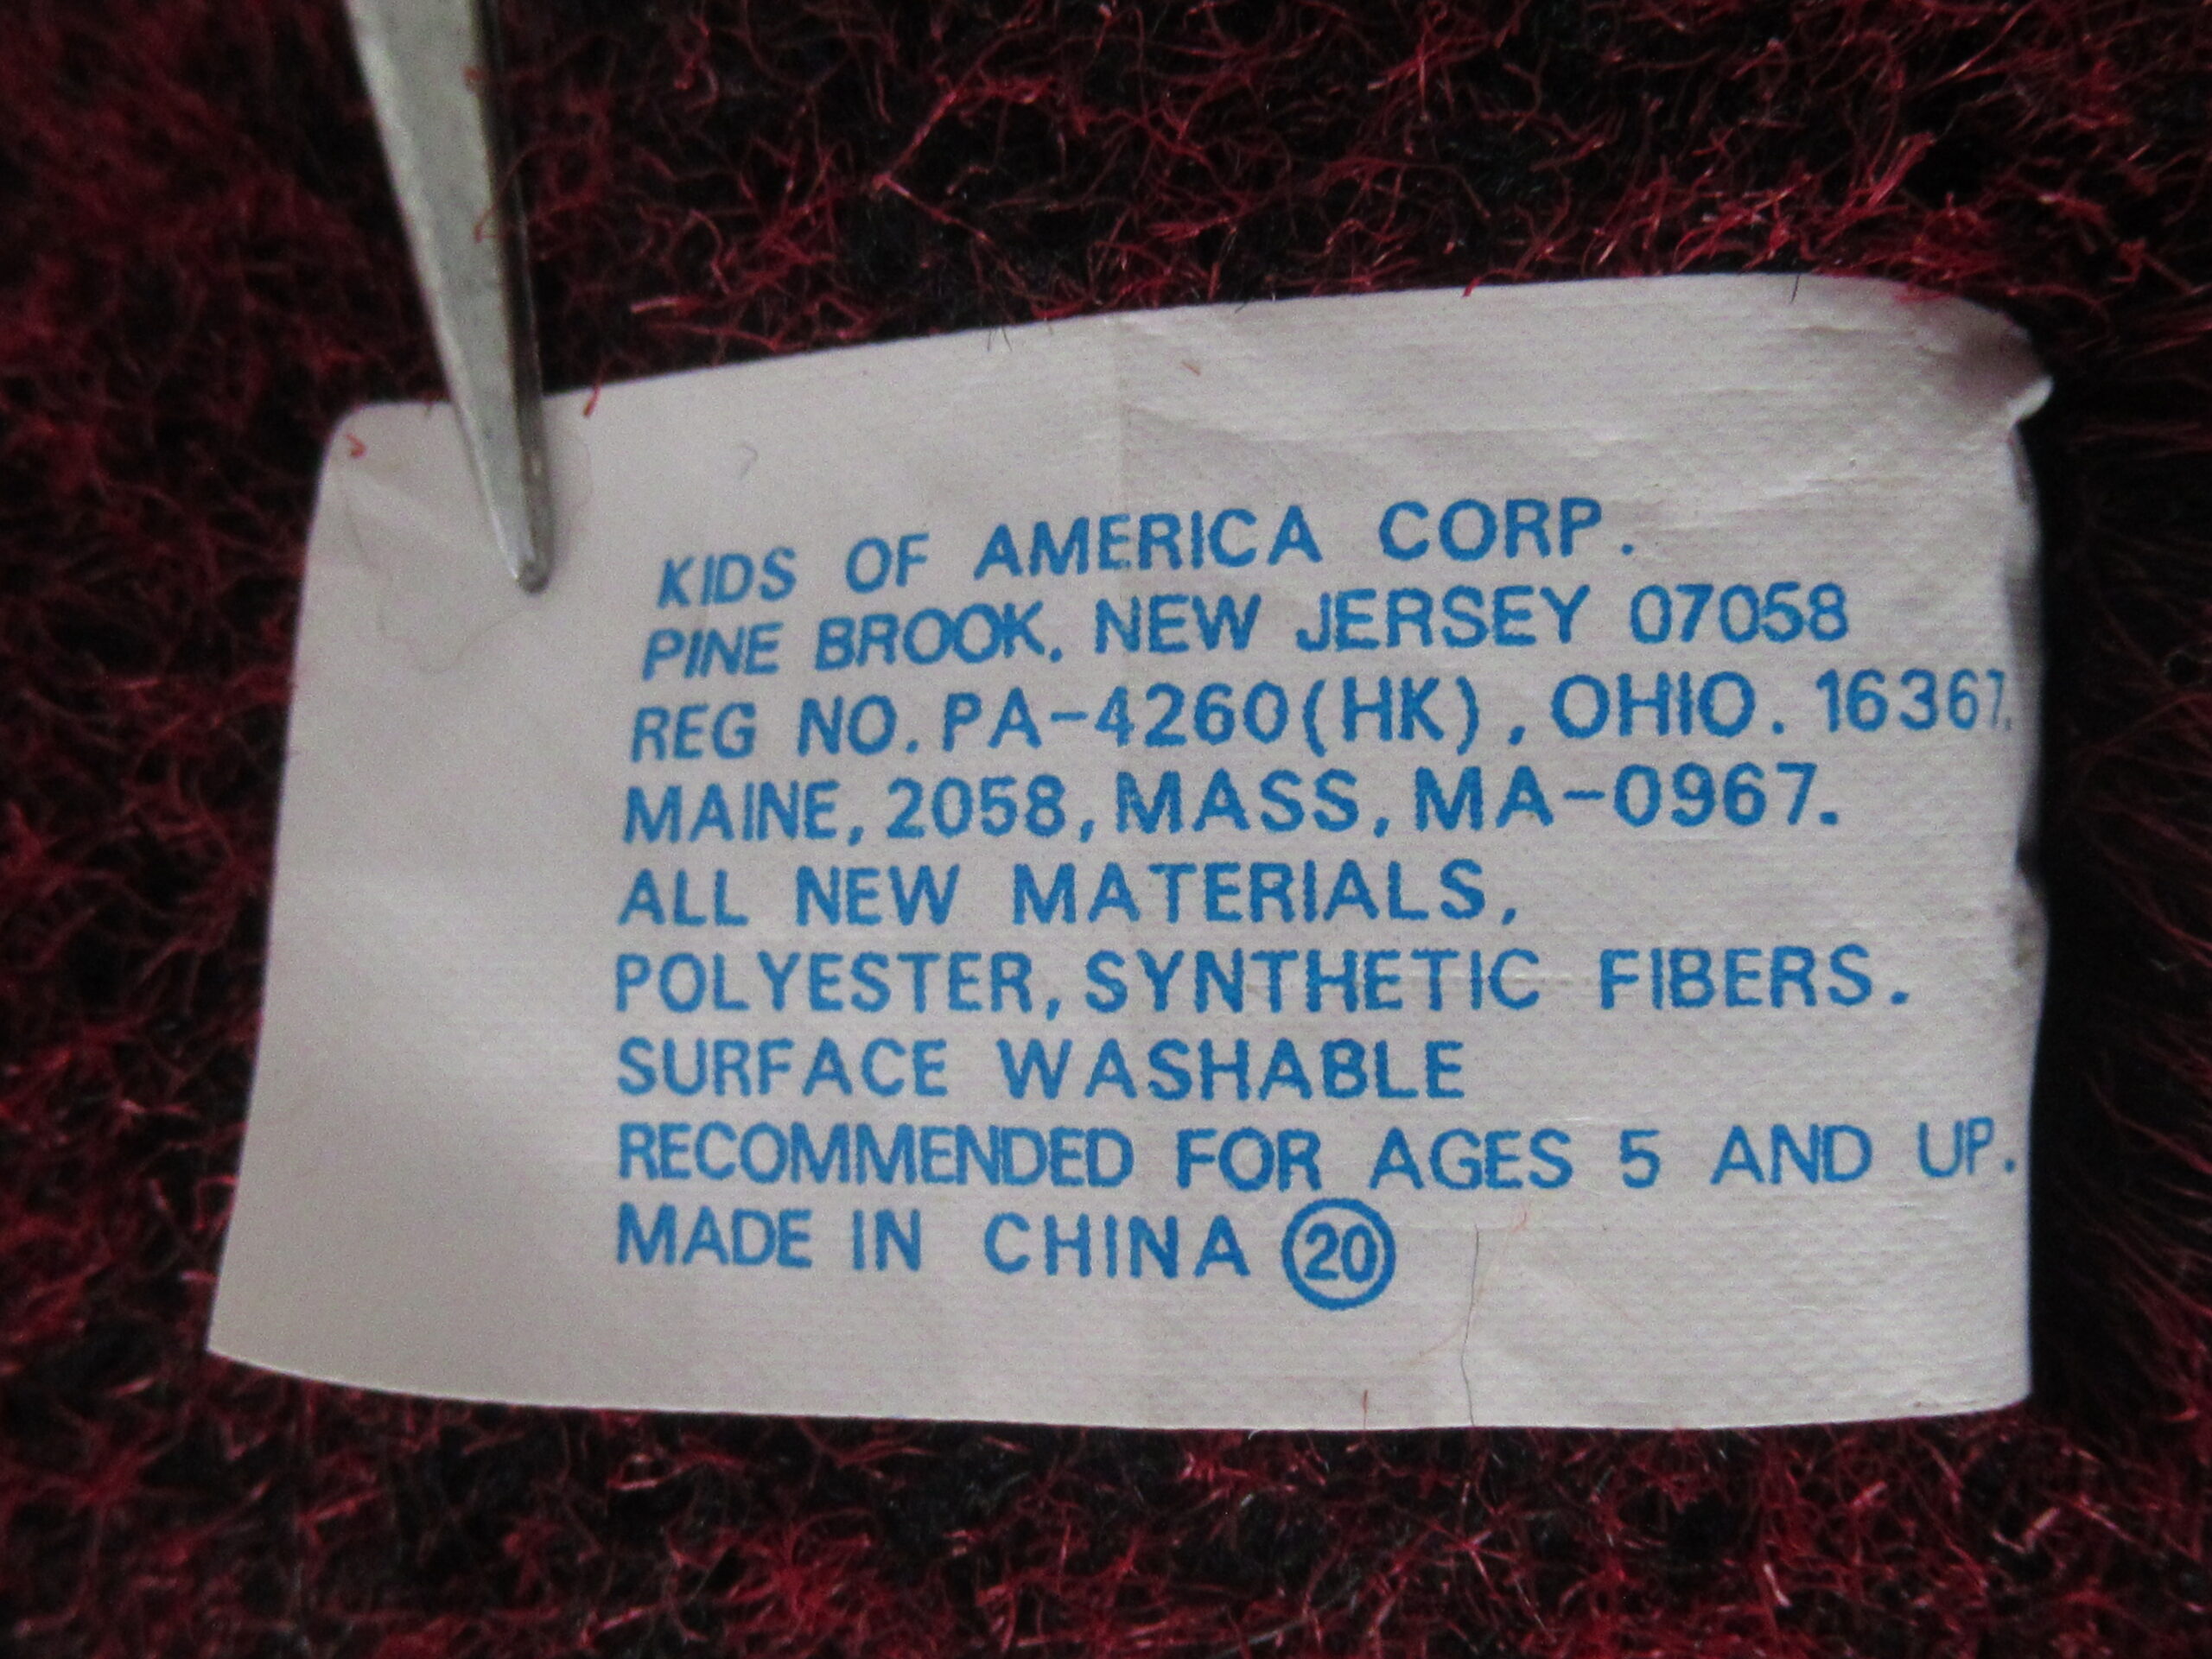 KIDS OF AMERICA CORP.
PINE BROOK, NEW JERSEY 07058
REG NO. PA-4260(HK), OHIO. 16367,
MAINE, 2058, MASS, MA-0967.
ALL NEW MATERIALS,
POLYESTER, SYNTHETIC FIBERS.
SURFACE WASHABLE
RECOMMENDED FOR AGES 5 AND UP.
MADE IN CHINA 20